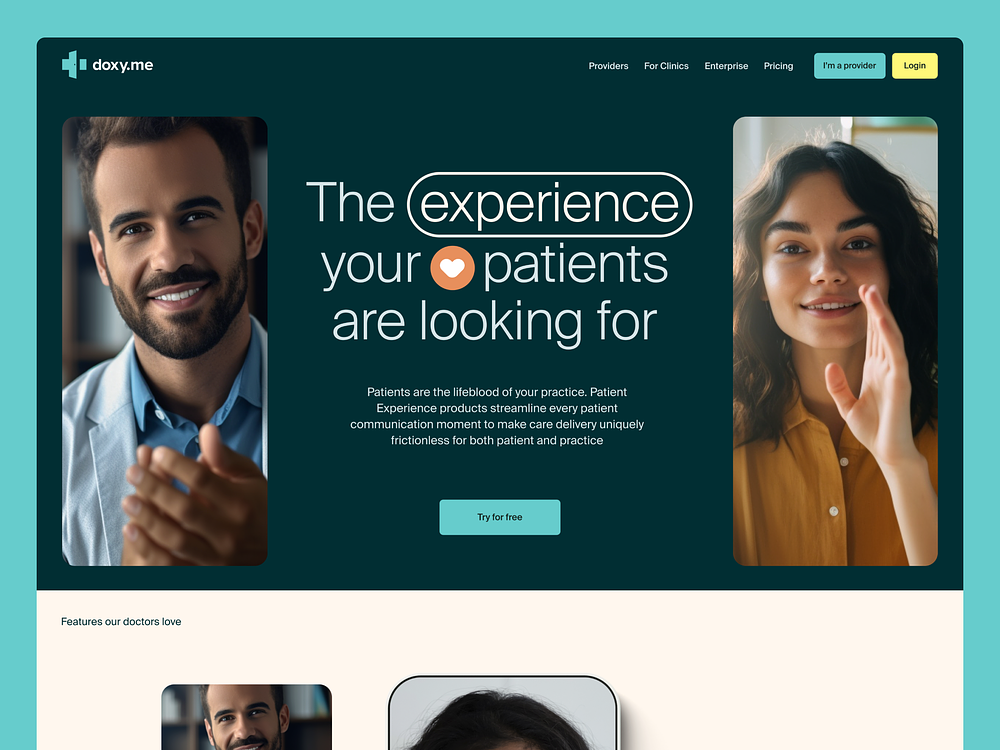 doxy.me
Providers
For Clinics
Enterprise
Pricing
I'm a provider
Login
The experience
your patients
are looking for
Patients are the lifeblood of your practice. Patient
Experience products streamline every patient
communication moment to make care delivery uniquely
frictionless for both patient and practice
Try for free
Features our doctors love